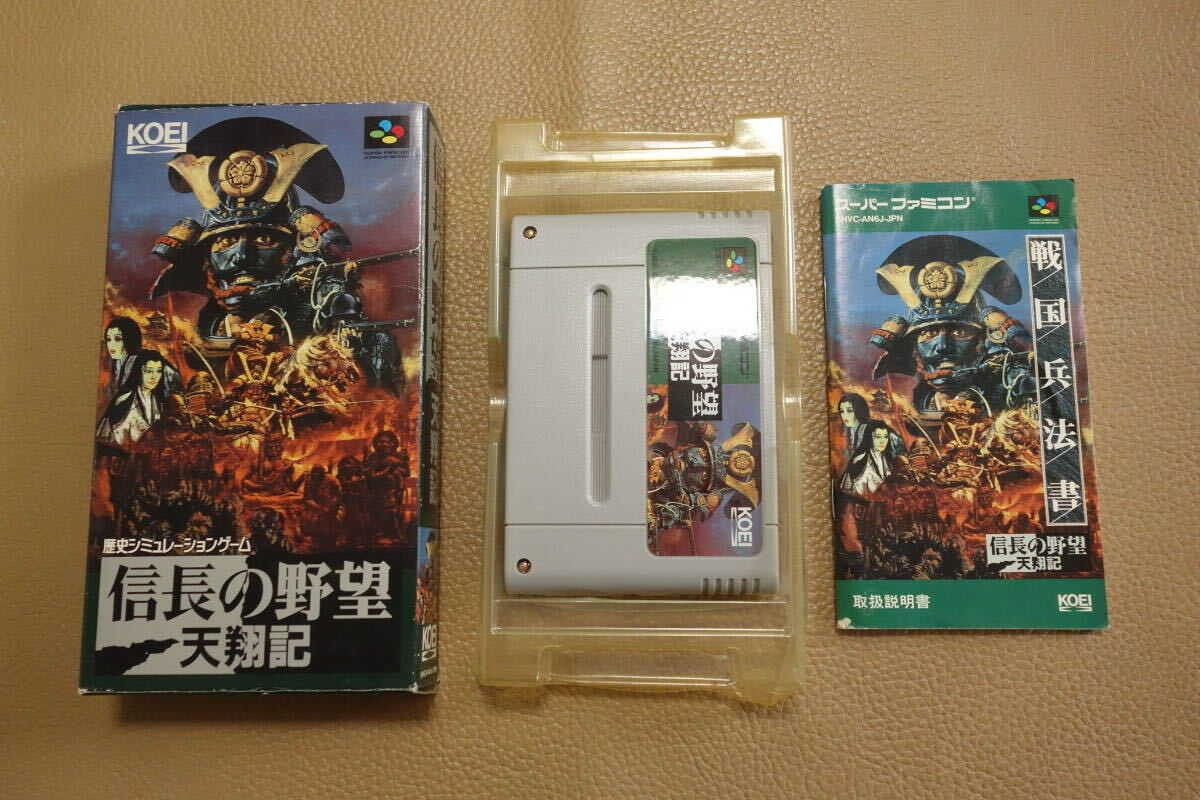 KOEI
SUPER FAMICOM
歴史シミュレーションゲーム
信長の野望
天翔記
KOEI
の野望
翔記
KOEI
スーパーファミコン
SHVC-AN6J-JPN
戦国兵法書
信長の野望
天翔記
取扱説明書
KOEI